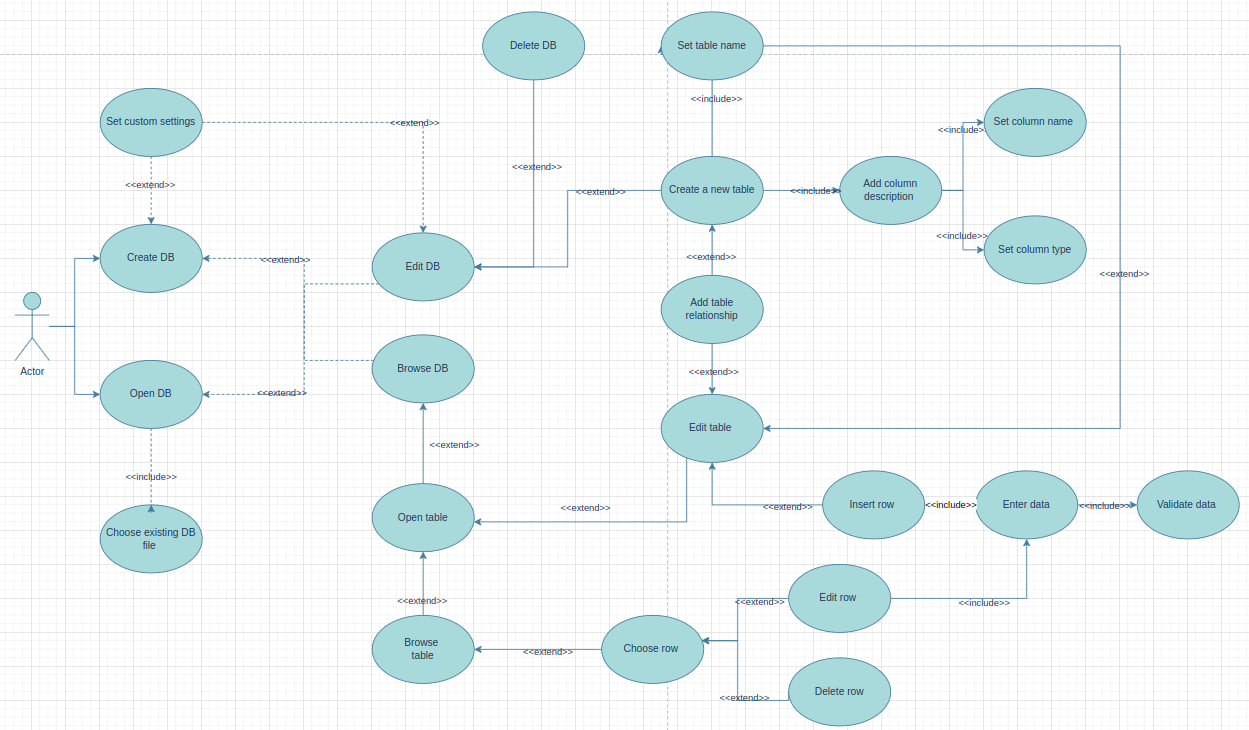 Delete DB
Set table name
<<include>>
Set custom settings
<<extend>>
Set column name
<<include>
<<extend>>
<<extend>>
Create a new table
<<extend>>
<<include>
Add column
description
<<include>>
Set column type
Create DB
<<extend>>
Edit DB
<<extend>>
<<extend>>
Add table
relationship
Actor
Browse DB
<<extend>>
Open DB
<<extend>>
Edit table
<<extend>>
<<include>>
Choose existing DB
file
Open table
<<extend>>
<<extend>>
Insert row
<<include>>
Enter data
<<include>>
Validate data
<<extend>>
Browse
table
<<extend>>
Choose row
<<extend>>
Edit row
<<include>>
<<extend>>
Delete row